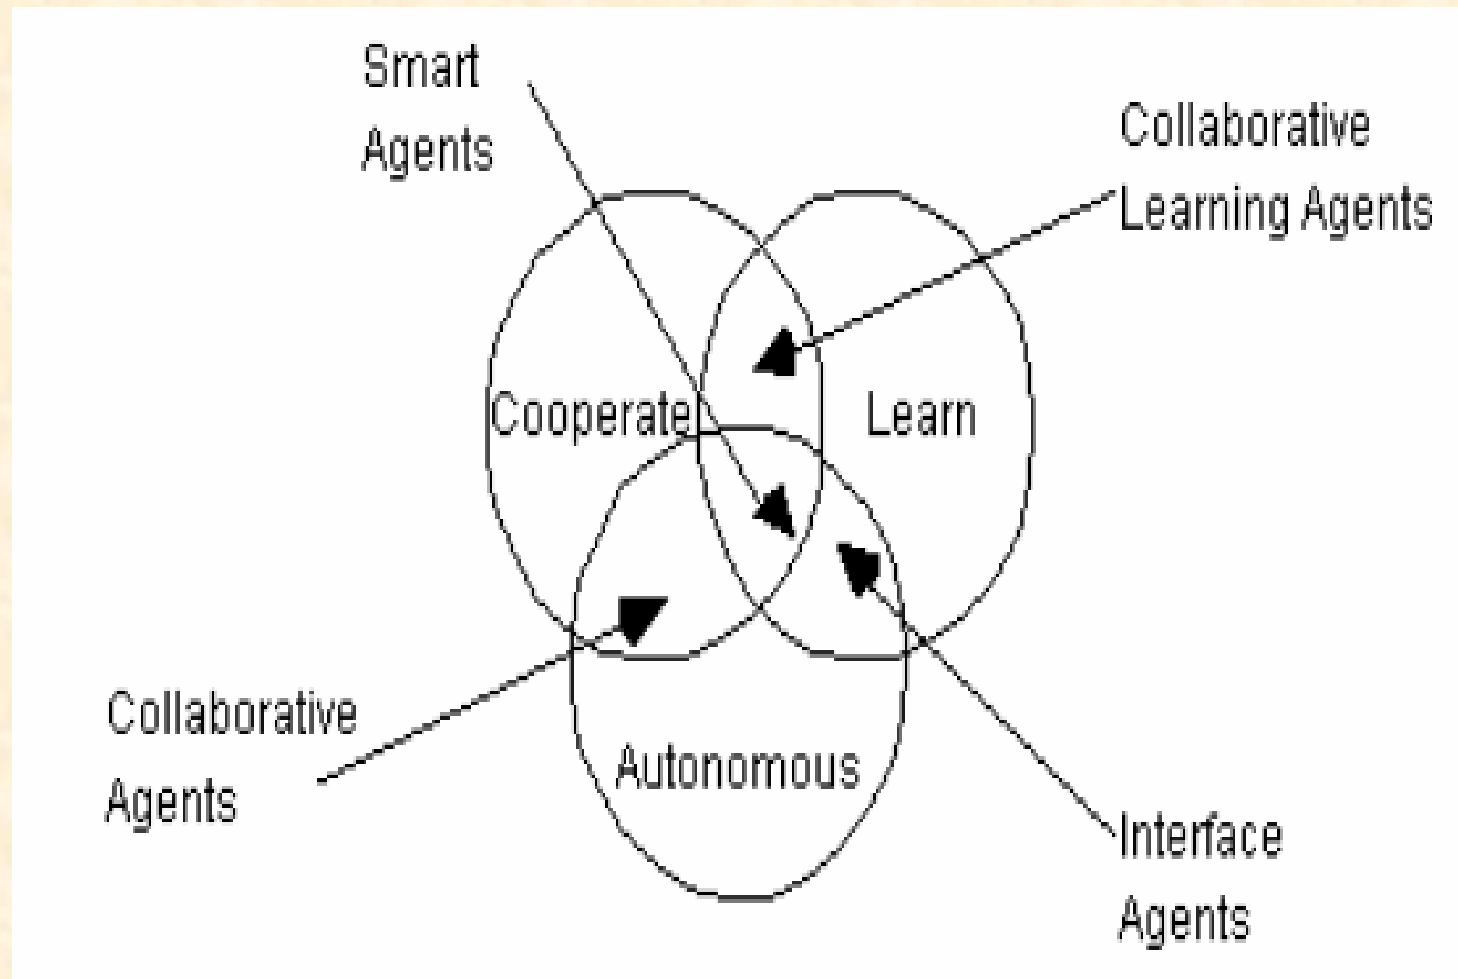 Smart
Agents
Collaborative
Learning Agents
Cooperate
Learn
Collaborative
Agents
Autonomous
Interface
Agents